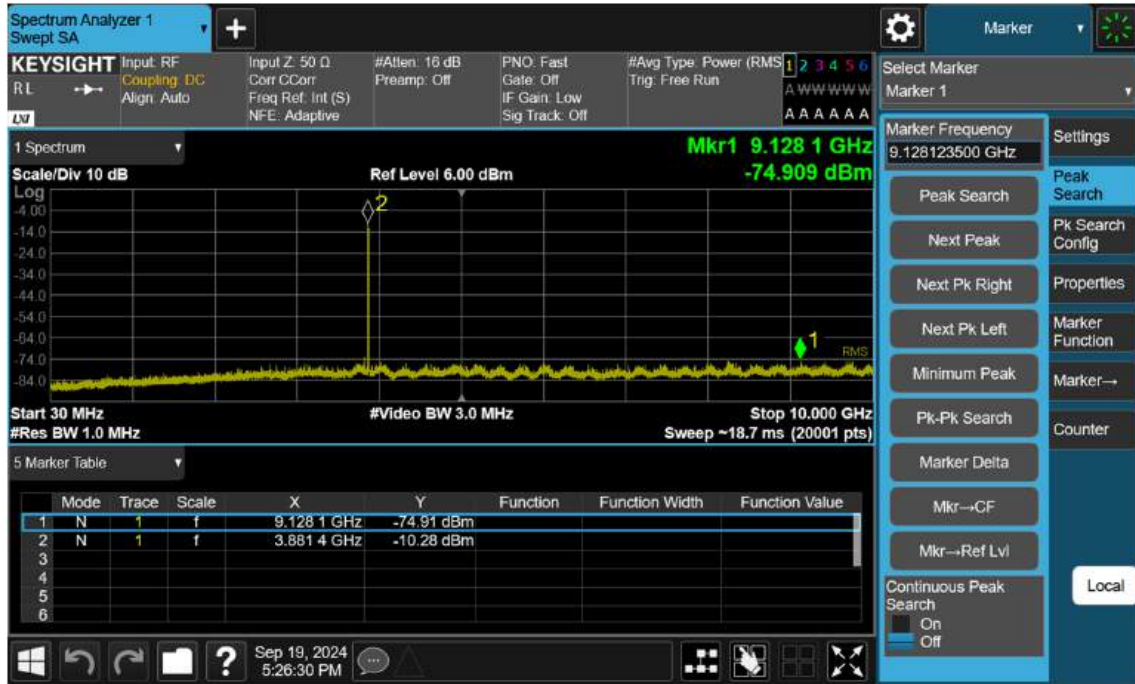 Spectrum Analyzer 1
Swept SA
Marker
KEYSIGHT
RL
LXI
Input: RF
Coupling: DC
Align: Auto
Input Z: 50 Ω
Corr CCorr
Freq Ref: Int (S)
NFE: Adaptive
#Atten: 16 dB
Preamp: Off
PNO: Fast
Gate: Off
IF Gain: Low
Sig Track: Off
#Avg Type: Power (RMS
Trig: Free Run
1 2 3 4 5 6
A W W W W W
A A A A A A
Select Marker
Marker 1
1 Spectrum
Mkr1 9.128 1 GHz
-74.909 dBm
Scale/Div 10 dB
Ref Level 6.00 dBm
Log
-4.00
-14.0
-24.0
-34.0
-44.0
-54.0
-64.0
-74.0
-84.0
2
1
RMS
Start 30 MHz
#Video BW 3.0 MHz
Stop 10.000 GHz
#Res BW 1.0 MHz
Sweep ~18.7 ms (20001 pts)
5 Marker Table
Mode Trace Scale X Y Function Function Width Function Value
1 N 1 f 9.128 1 GHz -74.91 dBm
2 N 1 f 3.881 4 GHz -10.28 dBm
3
4
5
6
Marker Frequency
9.128123500 GHz
Peak Search
Next Peak
Next Pk Right
Next Pk Left
Minimum Peak
Pk-Pk Search
Marker Delta
Mkr→CF
Mkr→Ref Lvl
Continuous Peak
Search
On
Off
Settings
Peak
Search
Pk Search
Config
Properties
Marker
Function
Marker→
Counter
Local
?
Sep 19, 2024
5:26:30 PM